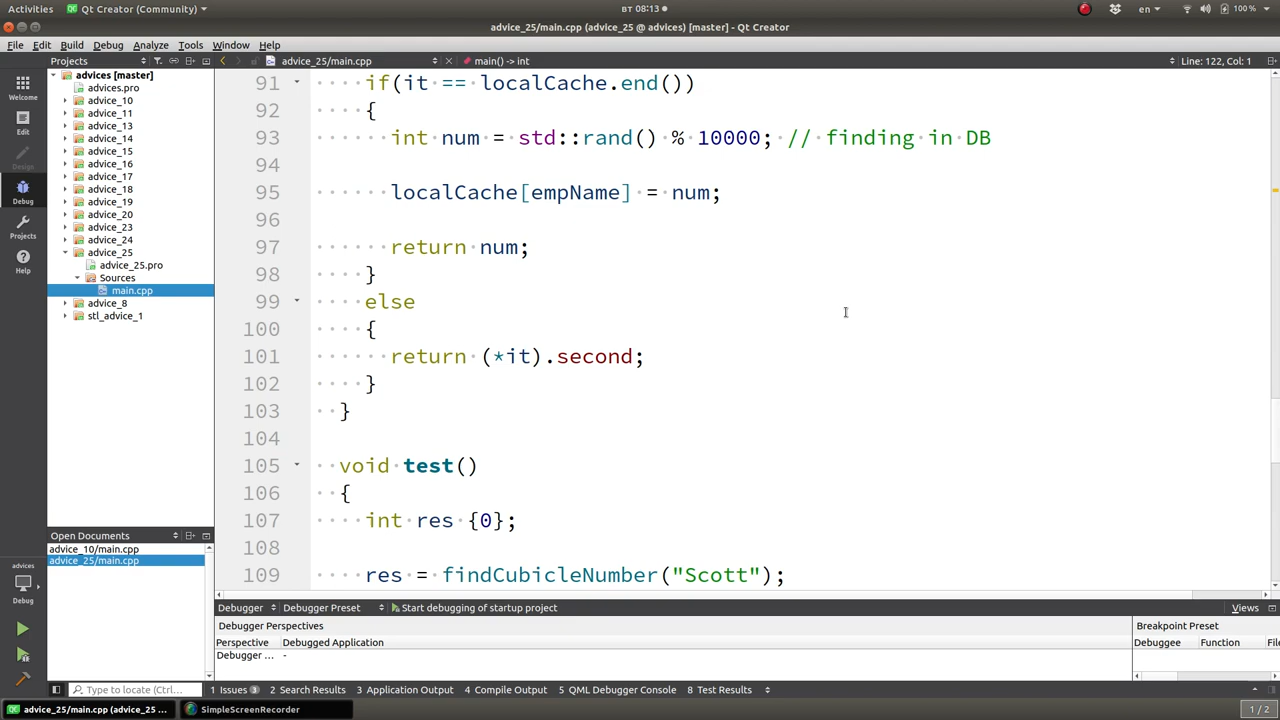 Activities
Qt Creator (Community)
вт 08:13
en
100 %
advice_25/main.cpp (advice_25 @ advices) [master] - Qt Creator
File Edit Build Debug Analyze Tools Window Help
Projects
advice_25/main.cpp
main() -> int
Line: 122, Col: 1
Welcome
Edit
Design
Debug
Projects
Help
advices [master]
advices.pro
advice_10
advice_11
advice_13
advice_14
advice_15
advice_16
advice_17
advice_18
advice_19
advice_20
advice_23
advice_24
advice_25
advice_25.pro
Sources
main.cpp
advice_8
stl_advice_1
91 if(it == localCache.end())
92 {
93 int num = std::rand() % 10000; // finding in DB
94
95 localCache[empName] = num;
96
97 return num;
98 }
99 else
100 {
101 return (*it).second;
102 }
103 }
104
105 void test()
106 {
107 int res {0};
108
109 res = findCubicleNumber("Scott");
Open Documents
advice_10/main.cpp
advice_25/main.cpp
advices
Debug
Debugger
Debugger Preset
Start debugging of startup project
Views
Debugger Perspectives
Perspective Debugged Application
Debugger ... -
Breakpoint Preset
Debuggee Function File
Type to locate (Ctrl...
1 Issues 3
2 Search Results
3 Application Output
4 Compile Output
5 QML Debugger Console
8 Test Results
advice_25/main.cpp (advice_25 ...
SimpleScreenRecorder
1 / 2